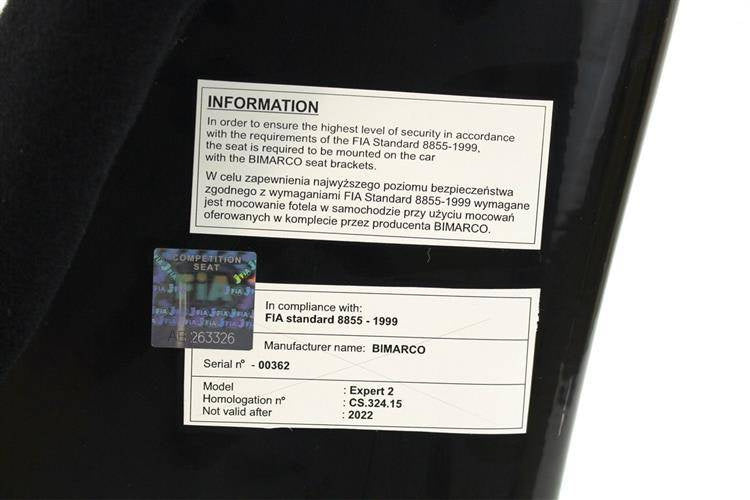 INFORMATION
In order to ensure the highest level of security in accordance
with the requirements of the FIA Standard 8855-1999,
the seat is required to be mounted on the car
with the BIMARCO seat brackets.
W celu zapewnienia najwyższego poziomu bezpieczeństwa
zgodnego z wymaganiami FIA Standard 8855-1999 wymagane
jest mocowanie fotela w samochodzie przy użyciu mocowań
oferowanych w komplecie przez producenta BIMARCO.
COMPETITION
SEAT
FIA
263326
In compliance with:
FIA standard 8855 - 1999
Manufacturer name: BIMARCO
Serial nº - 00362
Model : Expert 2
Homologation nº : CS.324.15
Not valid after : 2022